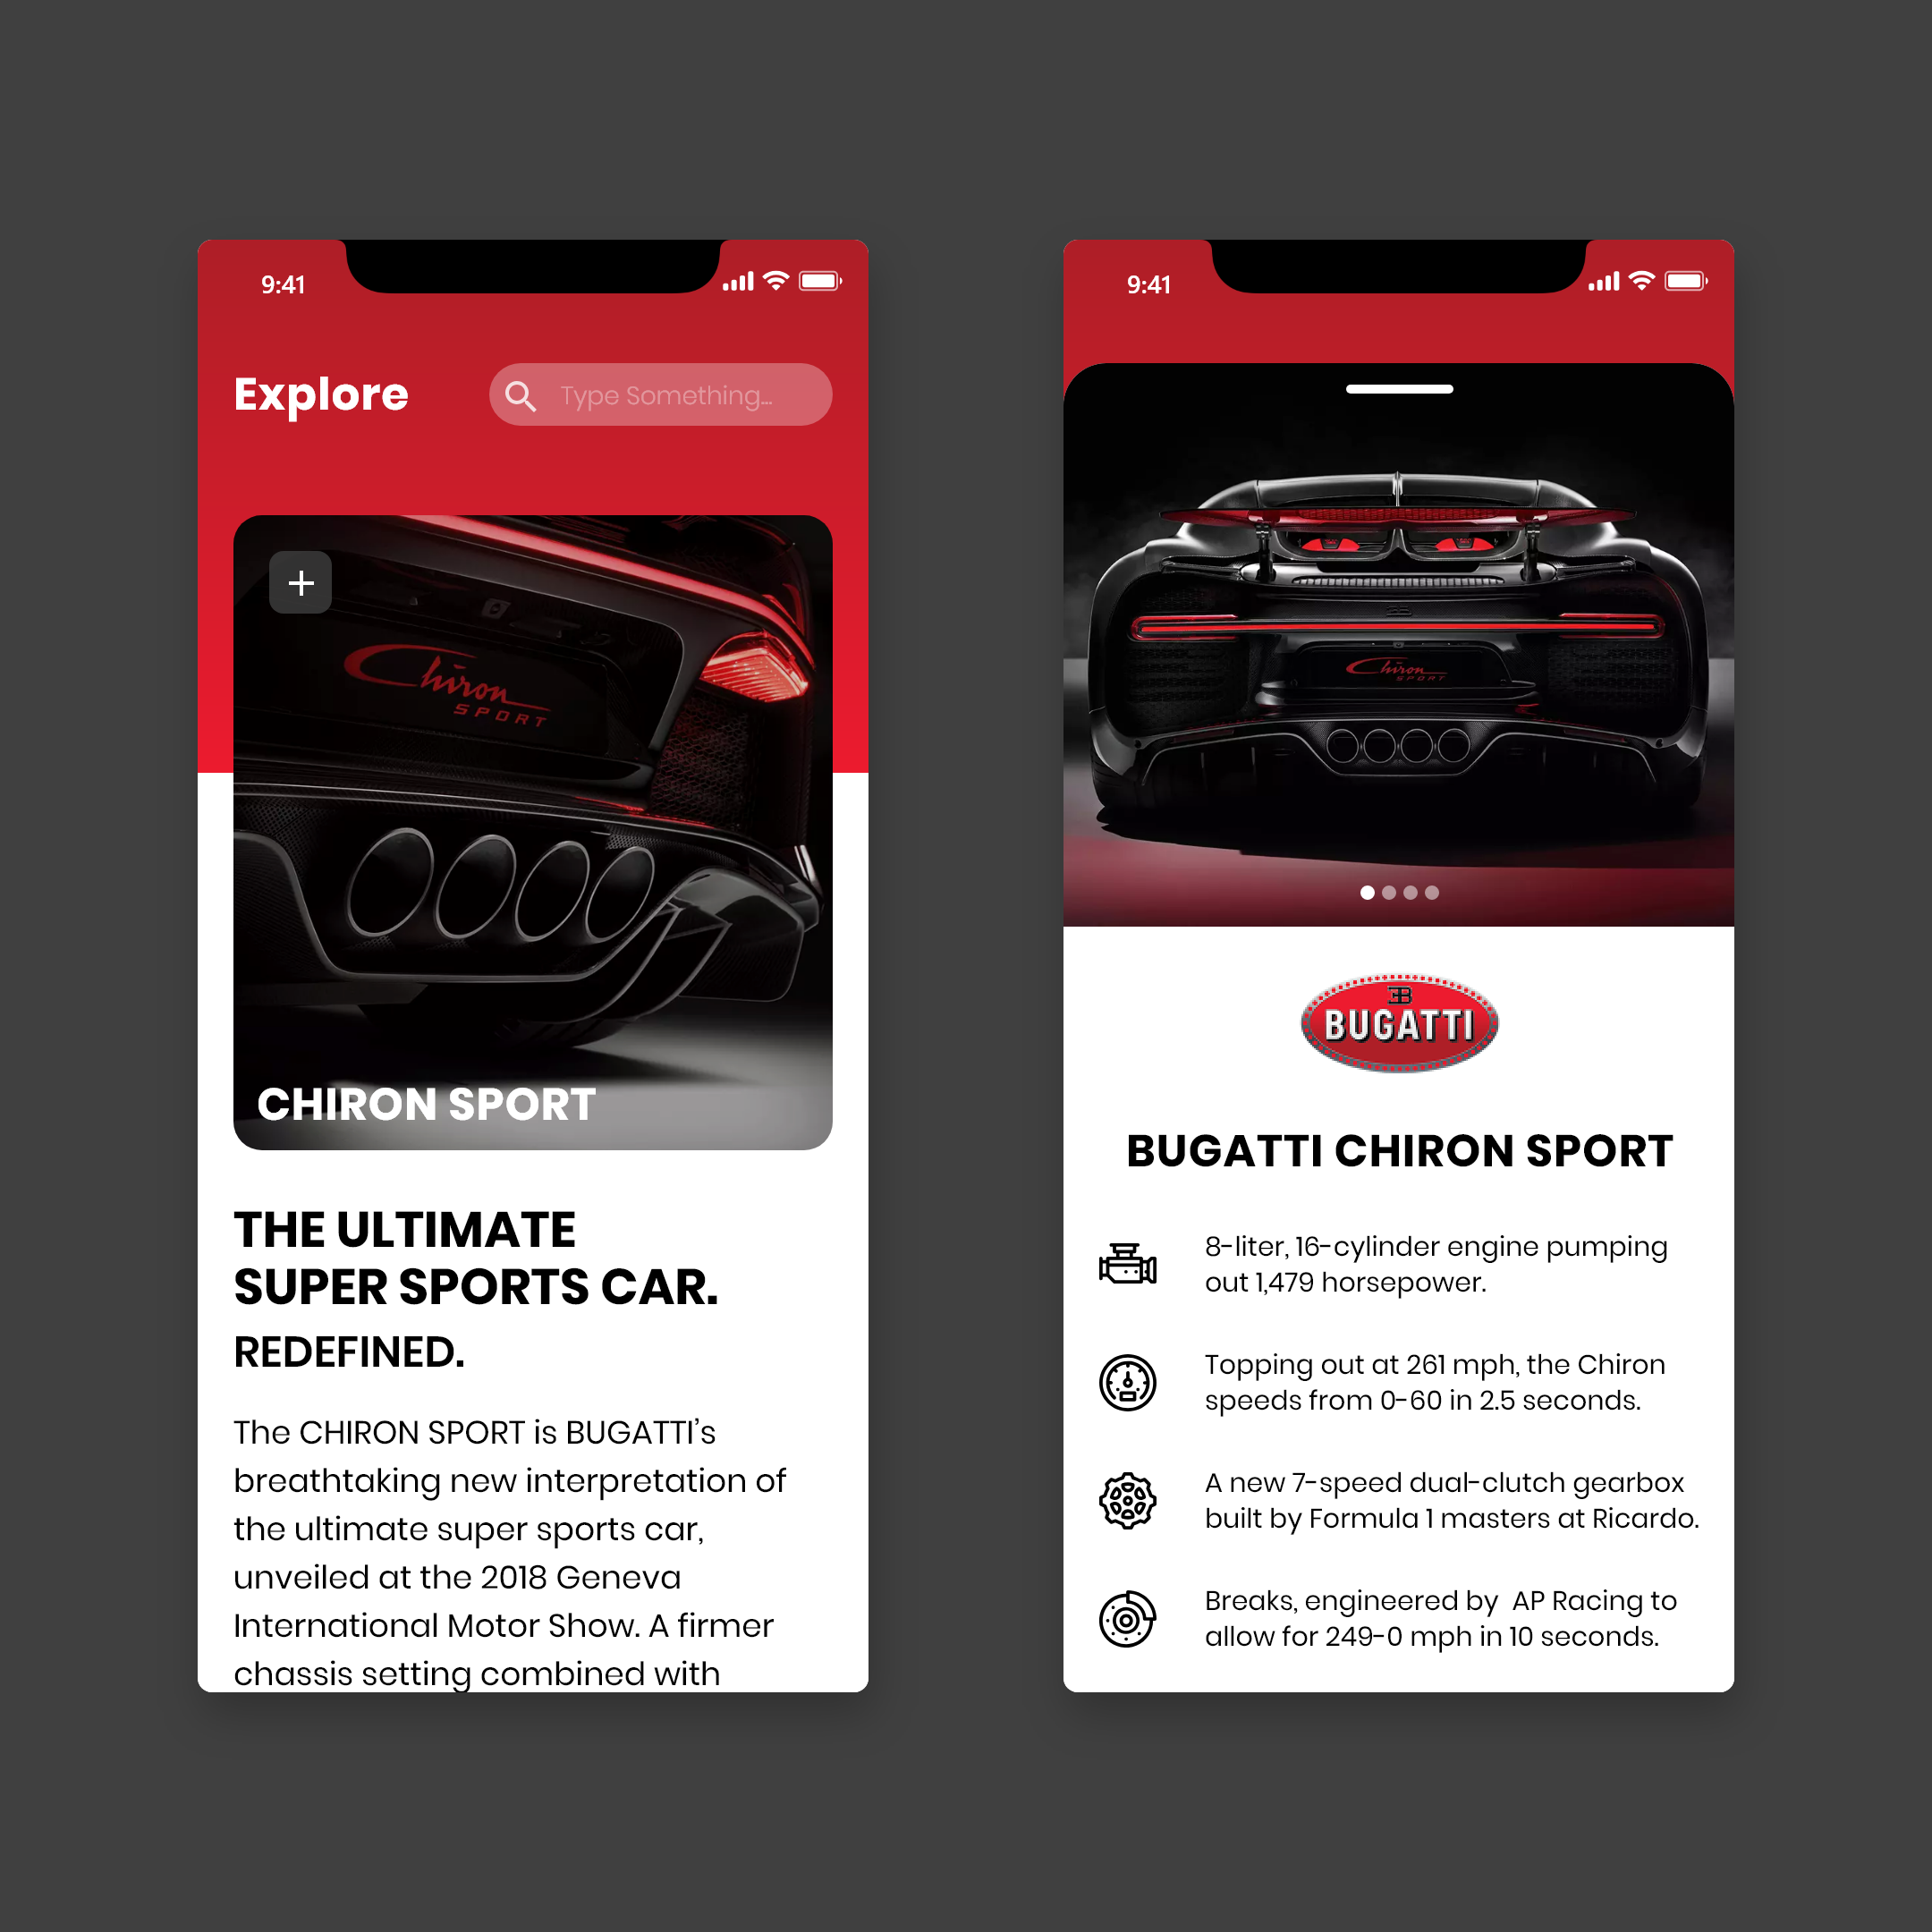 9:41
Explore
Type Something...
Chiron
SPORT
CHIRON SPORT
THE ULTIMATE
SUPER SPORTS CAR.
REDEFINED.
The CHIRON SPORT is BUGATTI's
breathtaking new interpretation of
the ultimate super sports car,
unveiled at the 2018 Geneva
International Motor Show. A firmer
chassis setting combined with
9:41
Chiron
SPORT
EB
BUGATTI
BUGATTI CHIRON SPORT
8-liter, 16-cylinder engine pumping
out 1,479 horsepower.
Topping out at 261 mph, the Chiron
speeds from 0-60 in 2.5 seconds.
A new 7-speed dual-clutch gearbox
built by Formula 1 masters at Ricardo.
Breaks, engineered by  AP Racing to
allow for 249-0 mph in 10 seconds.